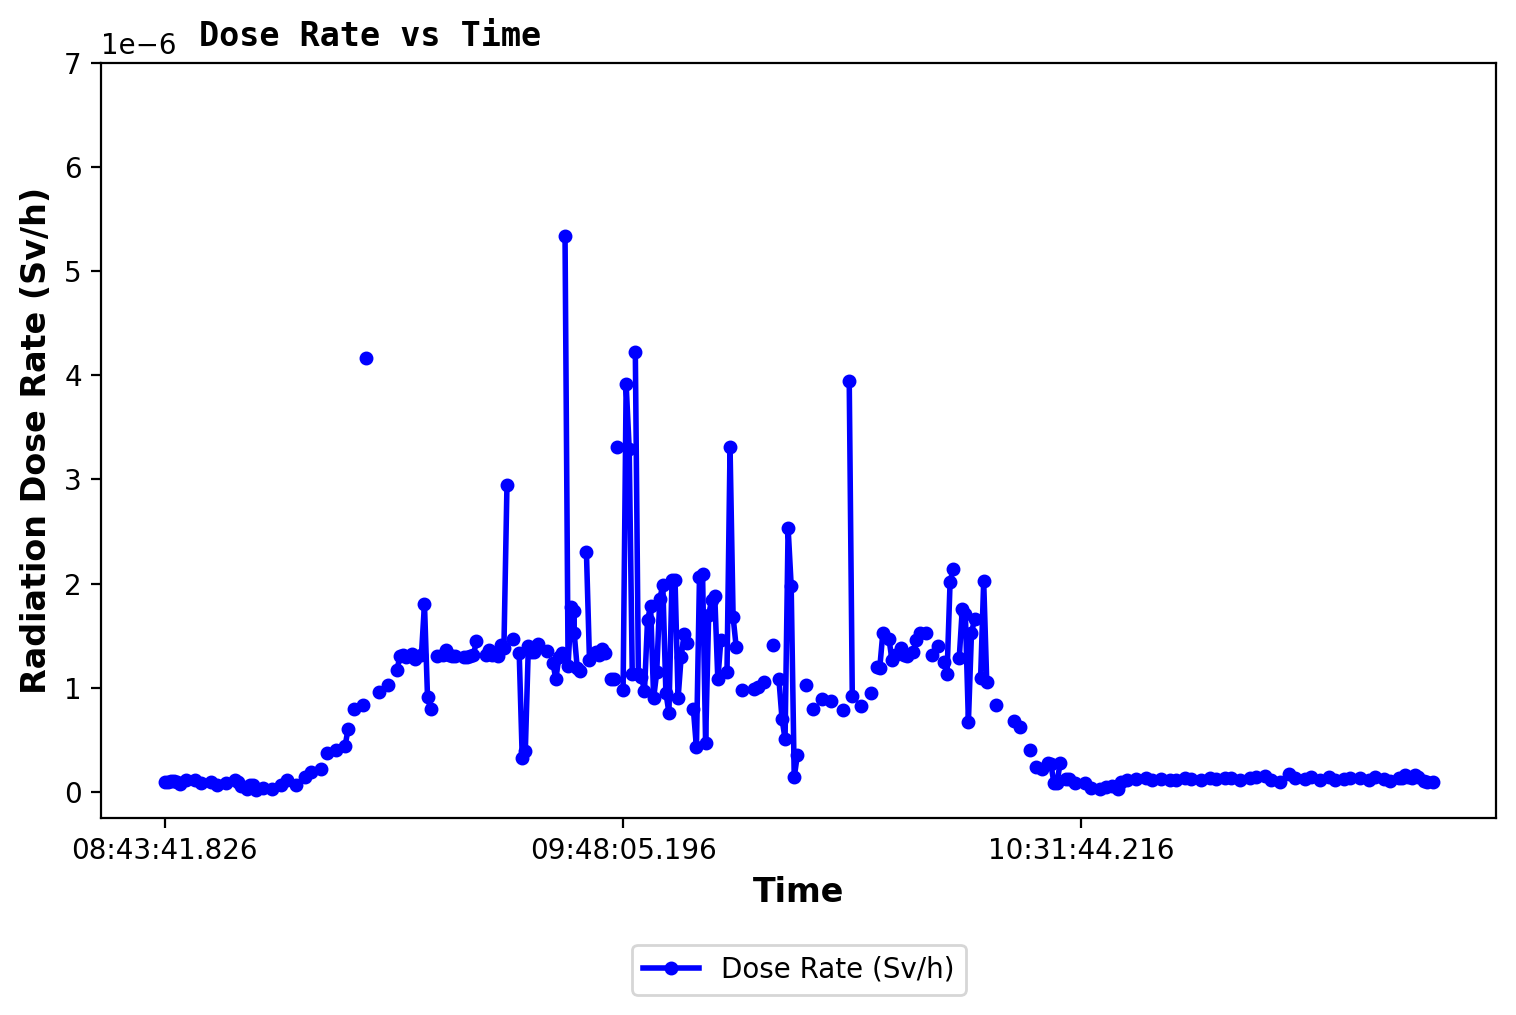 Dose Rate vs Time
1e−6
7
6
5
4
3
2
1
0
Radiation Dose Rate (Sv/h)
08:43:41.826
09:48:05.196
10:31:44.216
Time
Dose Rate (Sv/h)